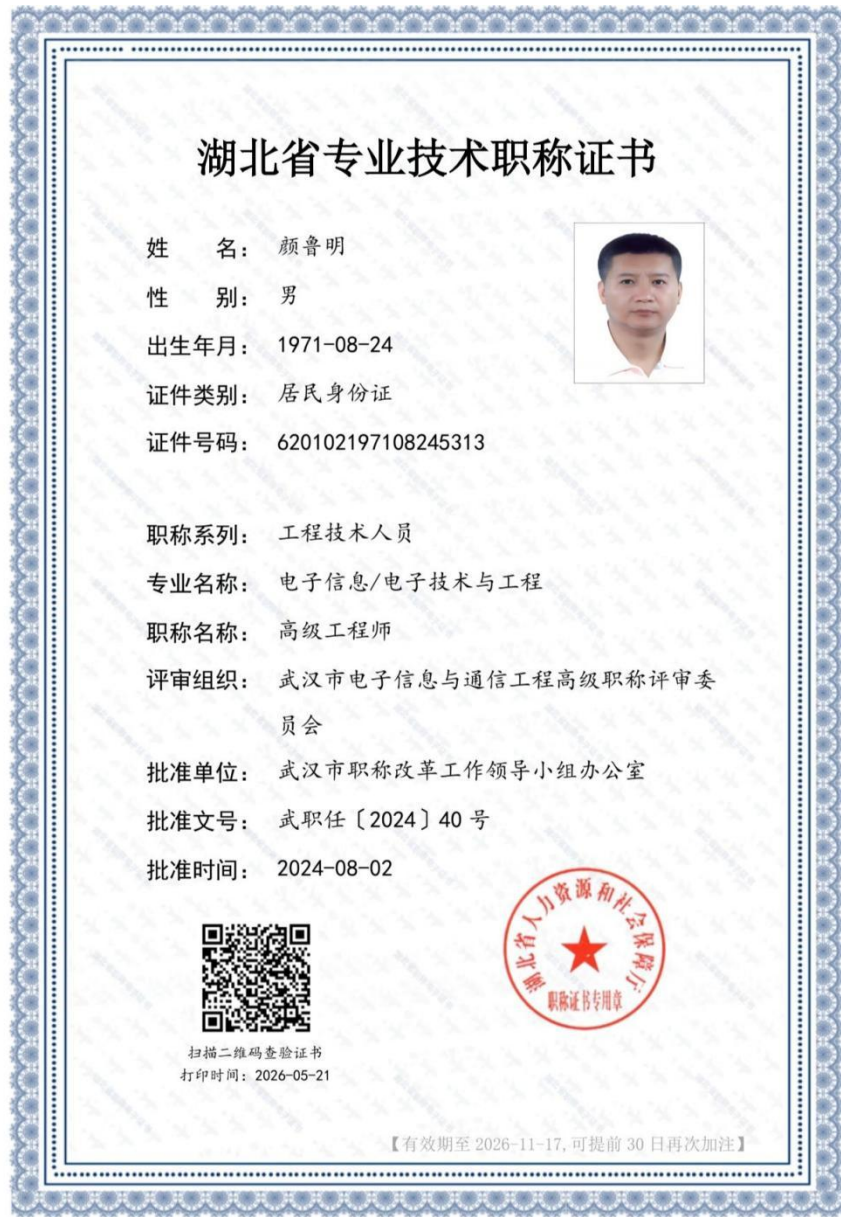 湖北省专业技术职称证书
姓 名： 颜鲁明
性 别： 男
出生年月： 1971-08-24
证件类别： 居民身份证
证件号码： 620102197108245313
职称系列： 工程技术人员
专业名称： 电子信息/电子技术与工程
职称名称： 高级工程师
评审组织： 武汉市电子信息与通信工程高级职称评审委
员会
批准单位： 武汉市职称改革工作领导小组办公室
批准文号： 武职任〔2024〕40 号
批准时间： 2024-08-02
湖北省人力资源和社会保障厅
职称证书专用章
扫描二维码查验证书
打印时间：2026-05-21
【有效期至 2026-11-17,可提前 30 日再次加注】